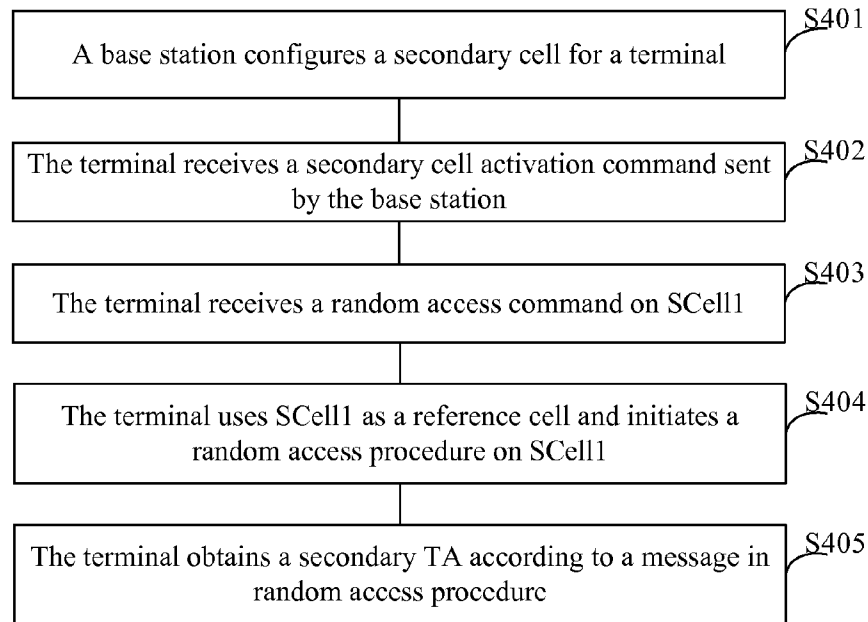 S401
A base station configures a secondary cell for a terminal
S402
The terminal receives a secondary cell activation command sent
by the base station
S403
The terminal receives a random access command on SCell1
S404
The terminal uses SCell1 as a reference cell and initiates a
random access procedure on SCell1
S405
The terminal obtains a secondary TA according to a message in
random access procedure